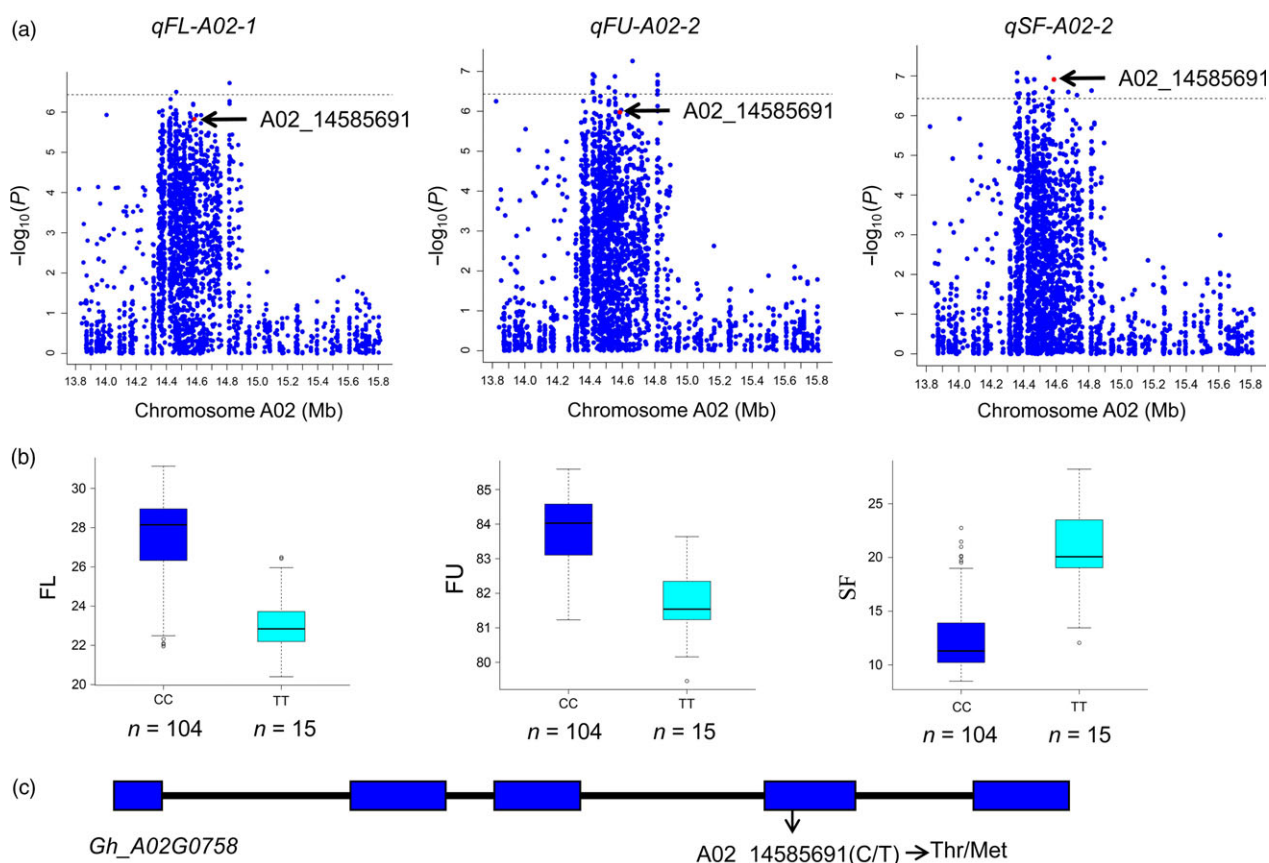 (a)
qFL-A02-1
qFU-A02-2
qSF-A02-2
A02_14585691
A02_14585691
A02_14585691
−log10(P)
0 1 2 3 4 5 6 7
13.8 14.0 14.2 14.4 14.6 14.8 15.0 15.2 15.4 15.6 15.8
Chromosome A02 (Mb)
−log10(P)
0 1 2 3 4 5 6 7
13.8 14.0 14.2 14.4 14.6 14.8 15.0 15.2 15.4 15.6 15.8
Chromosome A02 (Mb)
−log10(P)
0 1 2 3 4 5 6 7
13.8 14.0 14.2 14.4 14.6 14.8 15.0 15.2 15.4 15.6 15.8
Chromosome A02 (Mb)
(b)
FL
30
28
26
24
22
20
CC TT
n = 104 n = 15
FU
85
84
83
82
81
80
CC TT
n = 104 n = 15
SF
25
20
15
10
CC TT
n = 104 n = 15
(c)
Gh_A02G0758
A02_14585691(C/T) Thr/Met